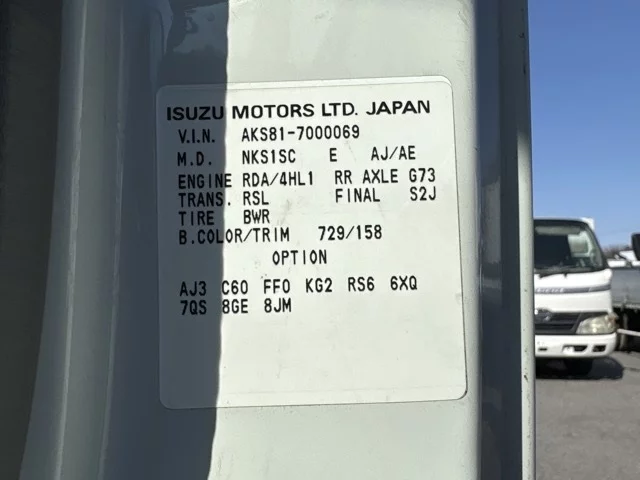 ISUZU MOTORS LTD. JAPAN
V.I.N. AKS81-7000069
M.D. NKS1SC E AJ/AE
ENGINE RDA/4HL1 RR AXLE G73
TRANS. RSL FINAL S2J
TIRE BWR
B.COLOR/TRIM 729/158
OPTION
AJ3 C60 FF0 KG2 RS6 6XQ
7QS 8GE 8JM